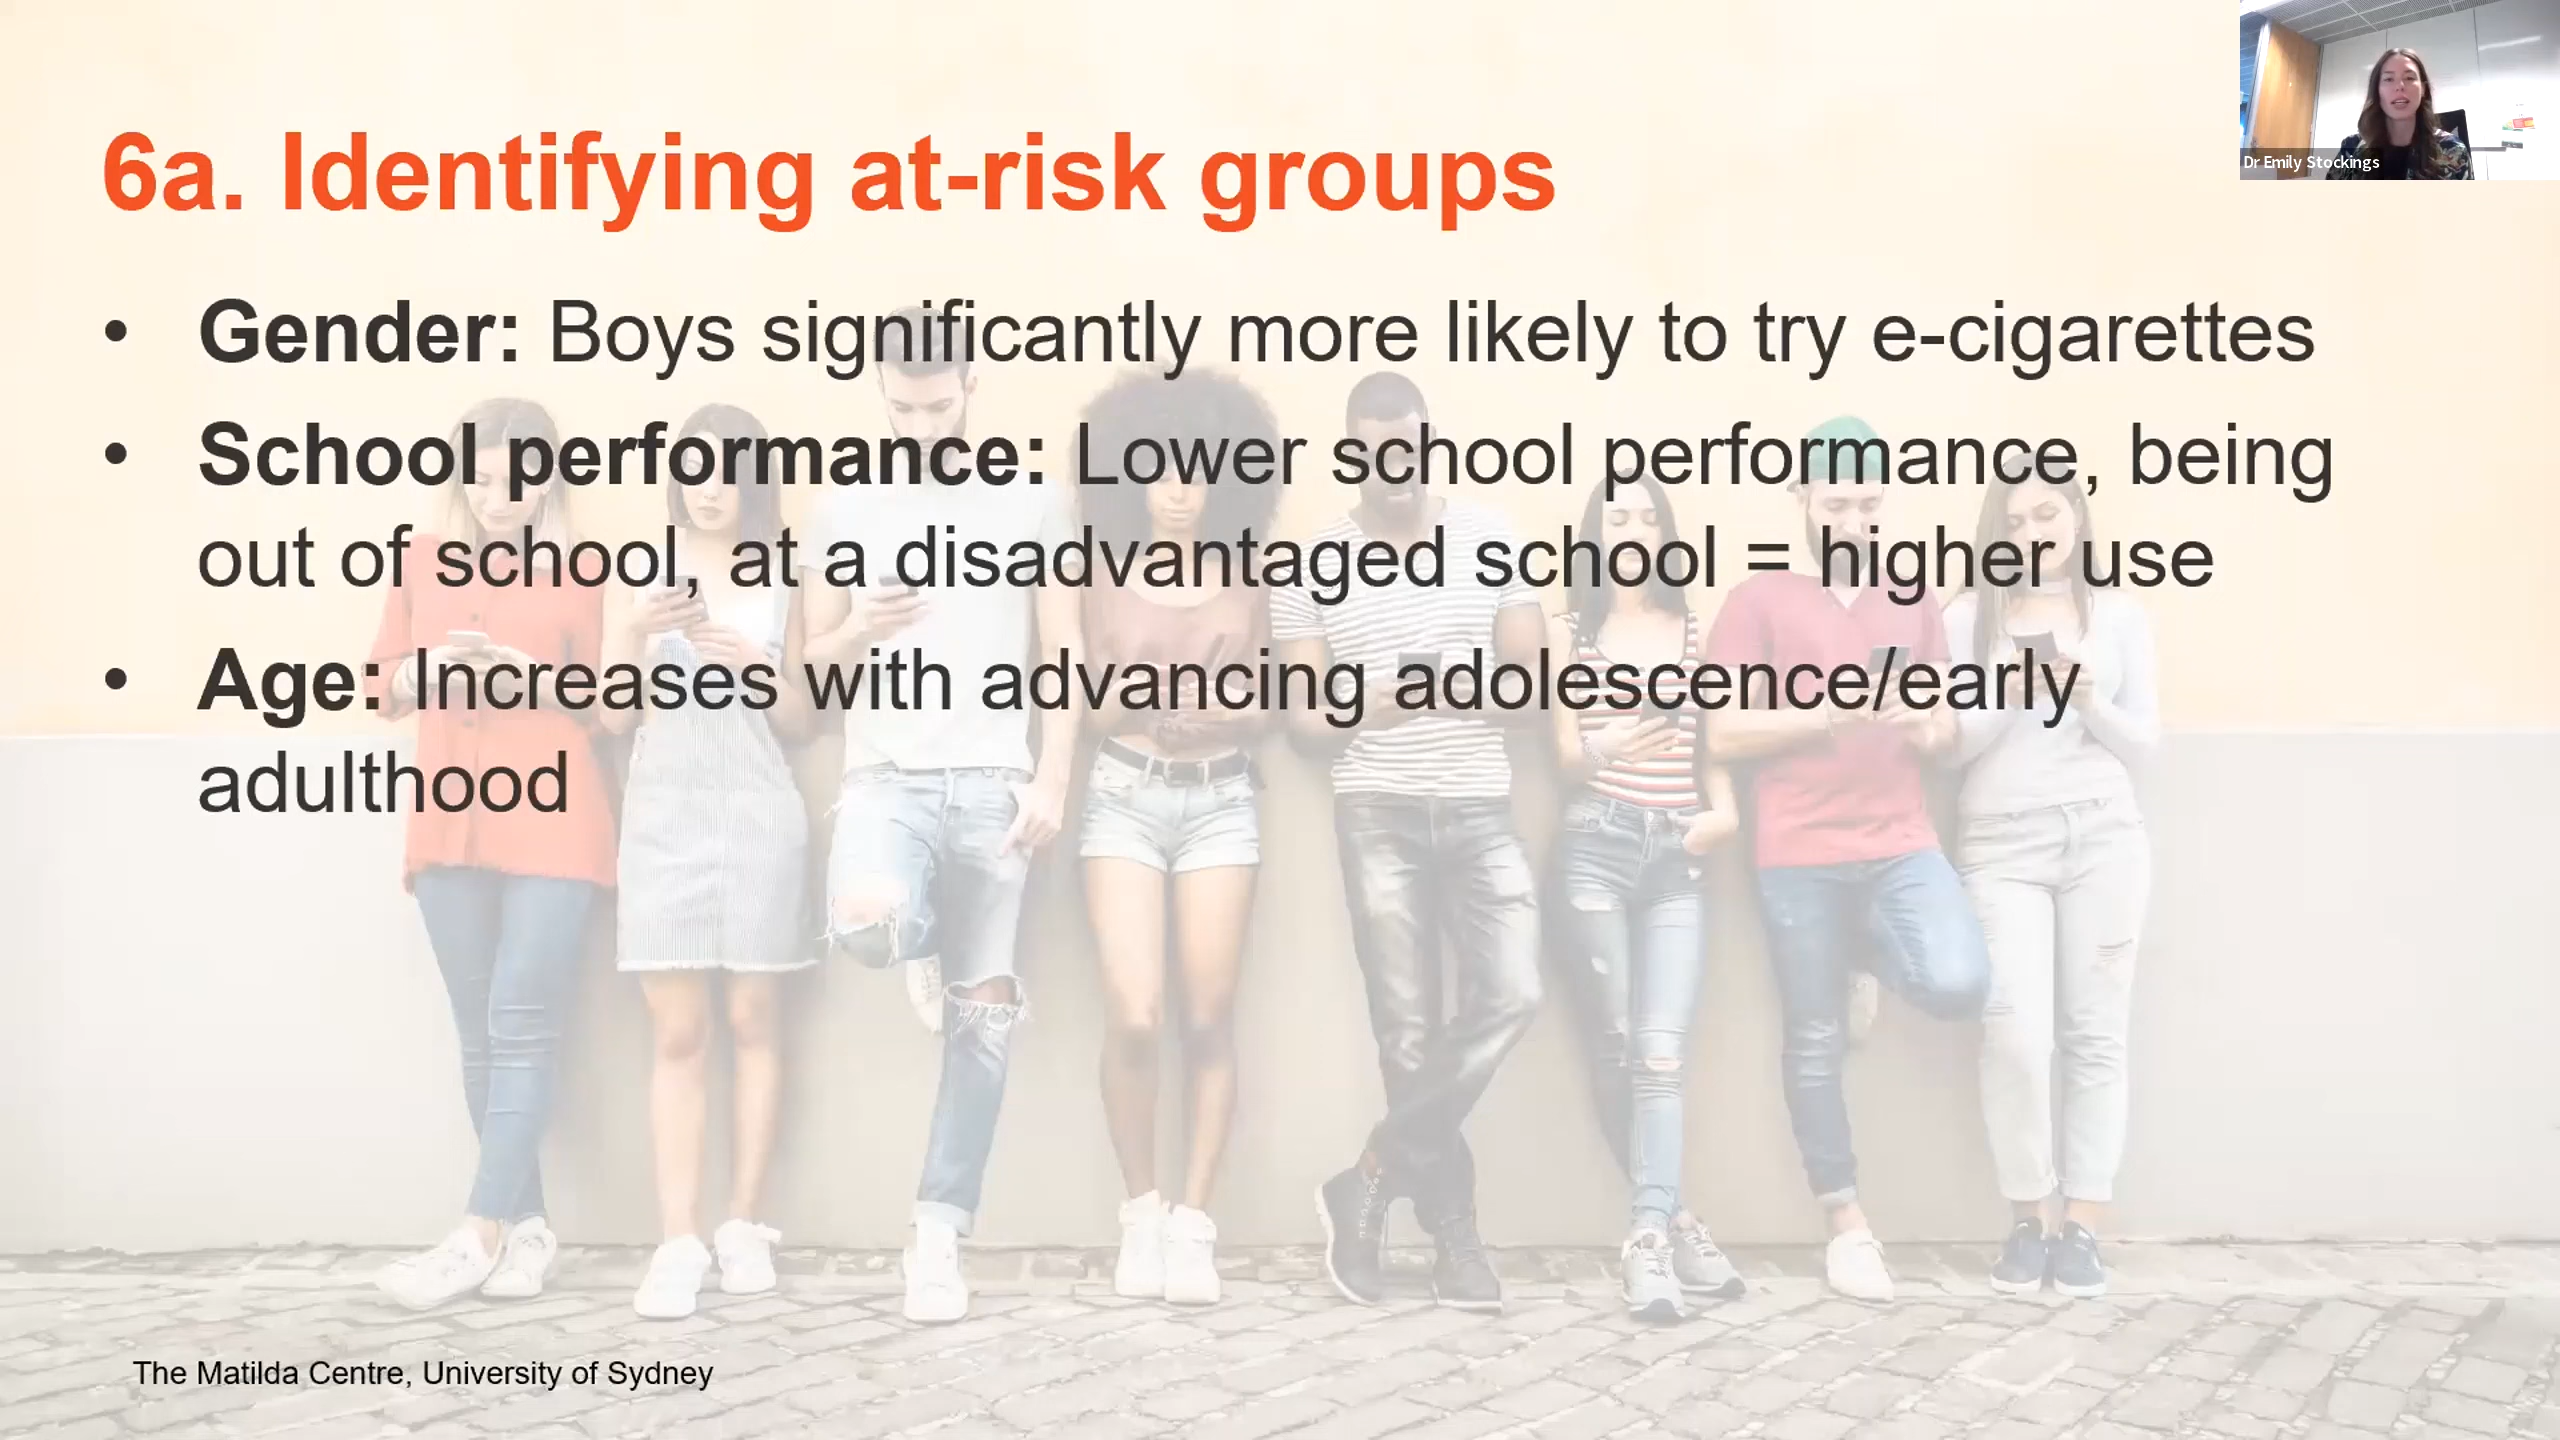 6a. Identifying at-risk groups
Dr Emily Stockings
• Gender: Boys significantly more likely to try e-cigarettes
• School performance: Lower school performance, being
out of school, at a disadvantaged school = higher use
• Age: Increases with advancing adolescence/early
adulthood
The Matilda Centre, University of Sydney